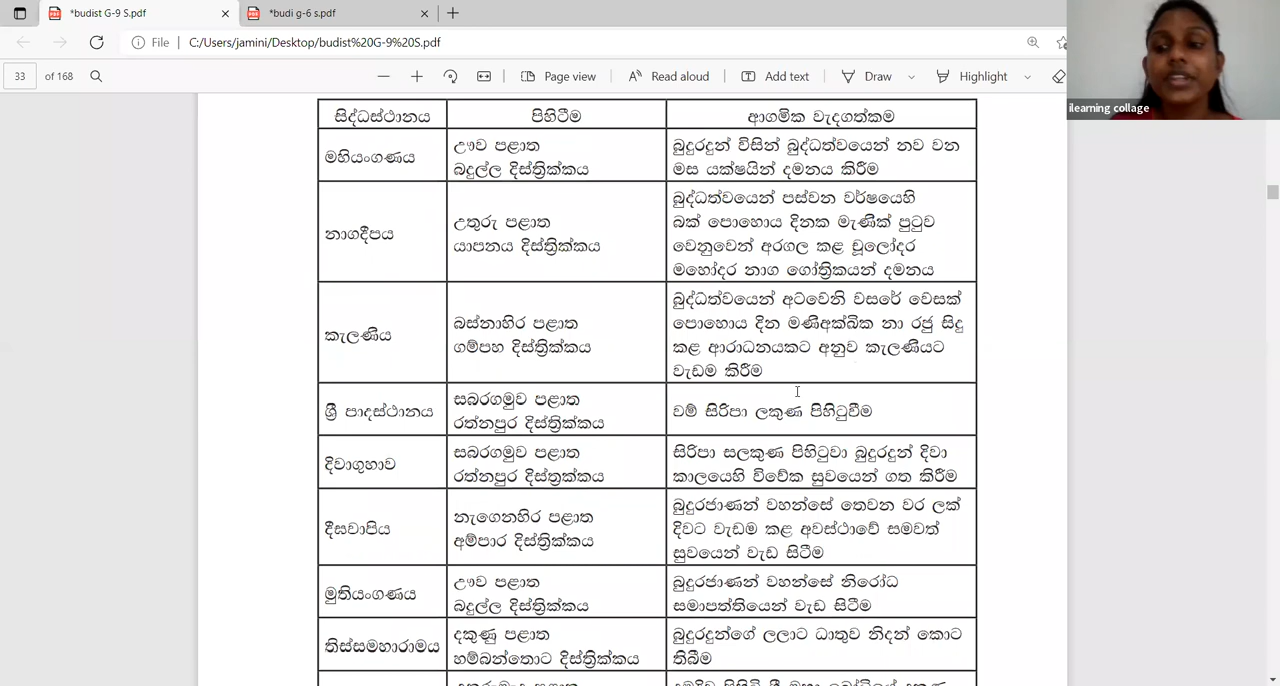 *budist G-9 S.pdf
*budi g-6 s.pdf
File
C:/Users/jamini/Desktop/budist%20G-9%20S.pdf
33
of 168
Page view
Read aloud
Add text
Draw
Highlight
ilearning collage
සිද්ධස්ථානය
පිහිටීම
ආගමික වැදගත්කම
මහියංගණය
ඌව පළාත
බදුල්ල දිස්ත්‍රික්කය
බුදුරදුන් විසින් බුද්ධත්වයෙන් නව වන
මස යක්ෂයින් දමනය කිරීම
නාගදීපය
උතුරු පළාත
යාපනය දිස්ත්‍රික්කය
බුද්ධත්වයෙන් පස්වන වර්ෂයෙහි
බක් පොහොය දිනක මැණික් පුටුව
වෙනුවෙන් අරගල කළ චූලෝදර
මහෝදර නාග ගෝත්‍රිකයන් දමනය
කැලණිය
බස්නාහිර පළාත
ගම්පහ දිස්ත්‍රික්කය
බුද්ධත්වයෙන් අටවෙනි වසරේ වෙසක්
පොහොය දින මණිඅක්ඛික නා රජු සිදු
කළ ආරාධනයකට අනුව කැලණියට
වැඩම කිරීම
ශ්‍රී පාදස්ථානය
සබරගමුව පළාත
රත්නපුර දිස්ත්‍රික්කය
වම් සිරිපා ලකුණ පිහිටුවීම
දිවාගුහාව
සබරගමුව පළාත
රත්නපුර දිස්ත්‍රක්කය
සිරිපා සලකුණ පිහිටුවා බුදුරදුන් දිවා
කාලයෙහි විවේක සුවයෙන් ගත කිරීම
දීඝවාපිය
නැගෙනහිර පළාත
අම්පාර දිස්ත්‍රික්කය
බුදුරජාණන් වහන්සේ තෙවන වර ලක්
දිවට වැඩම කළ අවස්ථාවේ සමවත්
සුවයෙන් වැඩ සිටීම
මුතියංගණය
ඌව පළාත
බදුල්ල දිස්ත්‍රික්කය
බුදුරජාණන් වහන්සේ නිරෝධ
සමාපත්තියෙන් වැඩ සිටීම
තිස්සමහාරාමය
දකුණු පළාත
හම්බන්තොට දිස්ත්‍රික්කය
බුදුරදුන්ගේ ලලාට ධාතුව නිදන් කොට
තිබීම